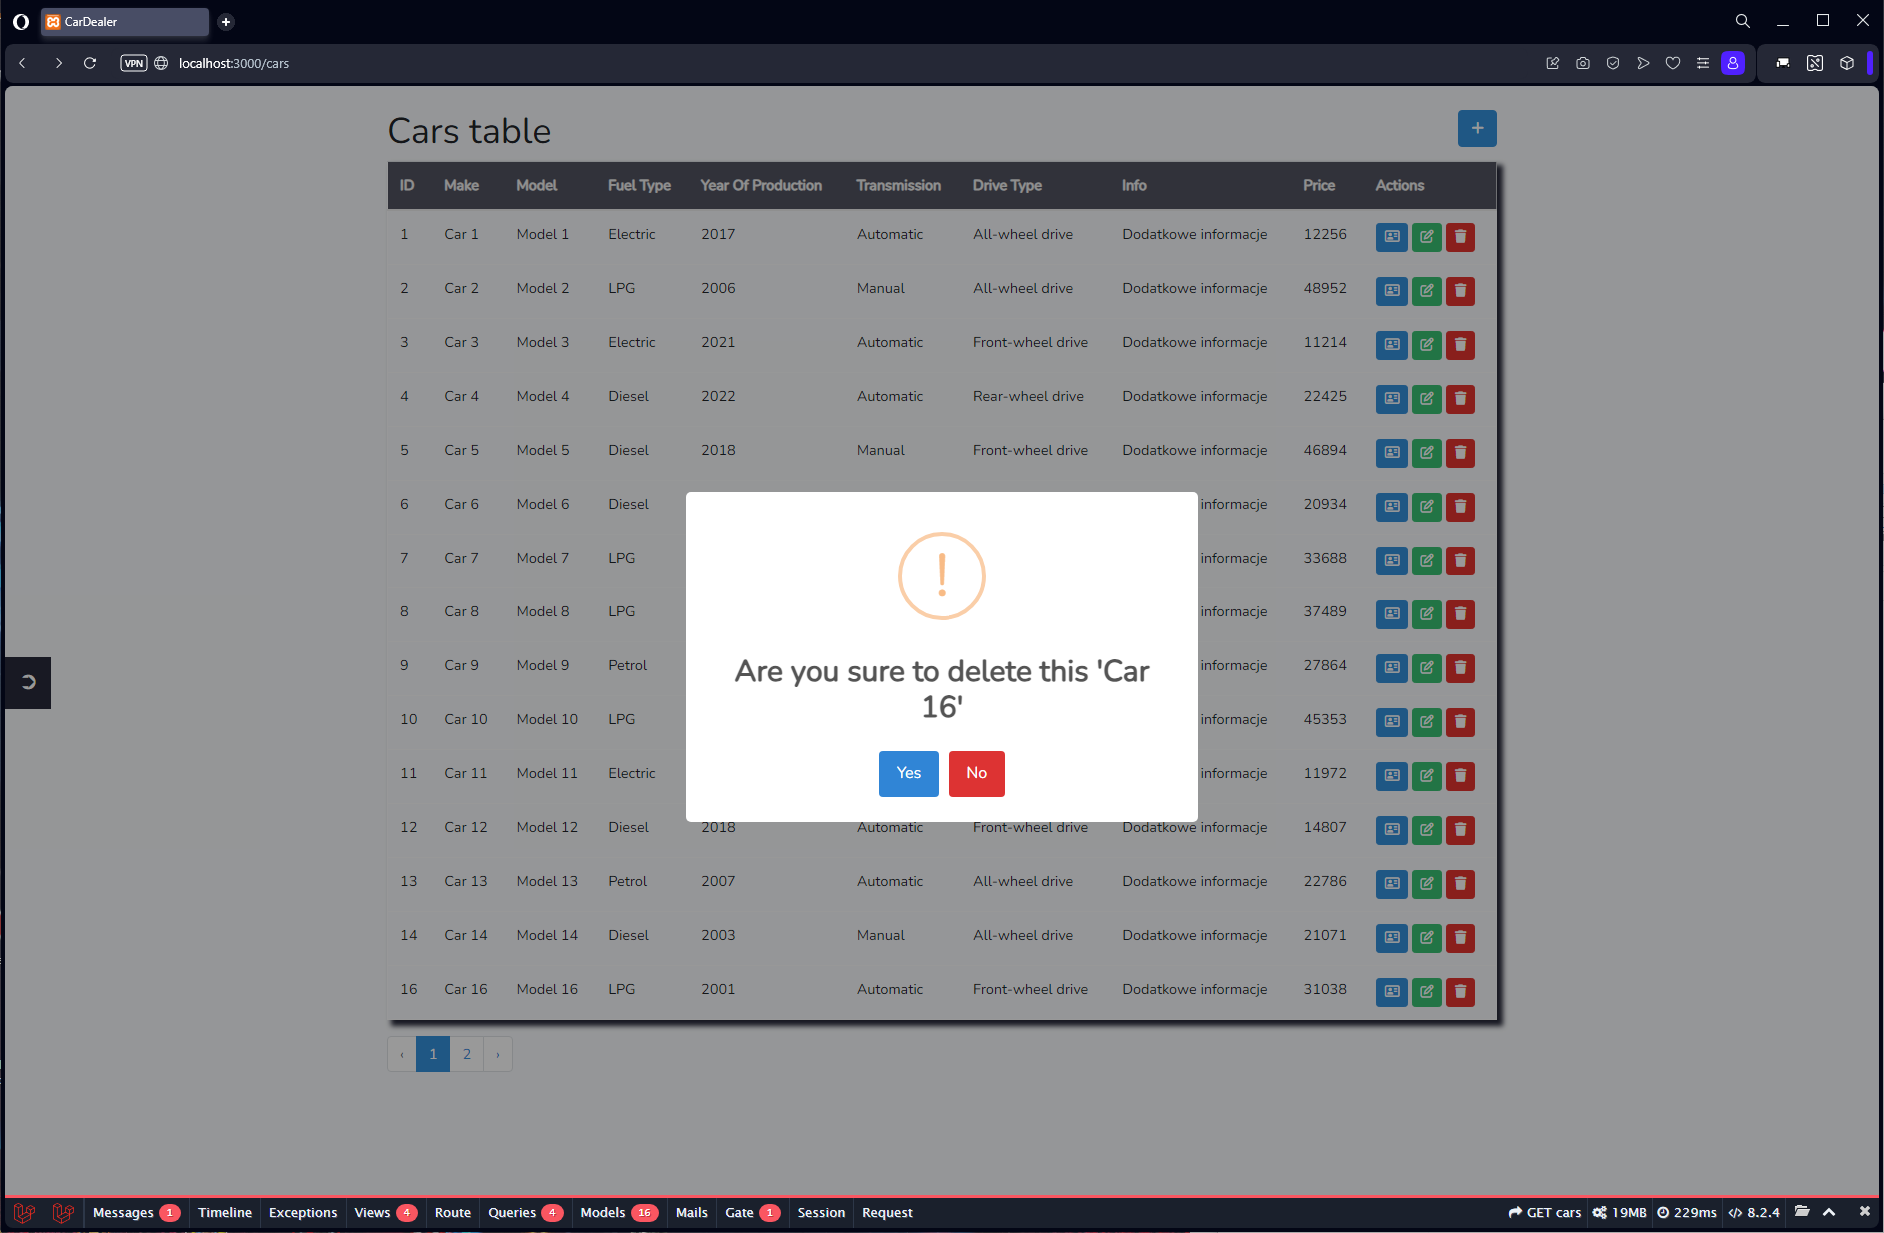 CarDealer
VPN localhost:3000/cars
Cars table
+
ID Make Model Fuel Type Year Of Production Transmission Drive Type Info Price Actions
1 Car 1 Model 1 Electric 2017 Automatic All-wheel drive Dodatkowe informacje 12256
2 Car 2 Model 2 LPG 2006 Manual All-wheel drive Dodatkowe informacje 48952
3 Car 3 Model 3 Electric 2021 Automatic Front-wheel drive Dodatkowe informacje 11214
4 Car 4 Model 4 Diesel 2022 Automatic Rear-wheel drive Dodatkowe informacje 22425
5 Car 5 Model 5 Diesel 2018 Manual Front-wheel drive Dodatkowe informacje 46894
6 Car 6 Model 6 Diesel informacje 20934
7 Car 7 Model 7 LPG informacje 33688
8 Car 8 Model 8 LPG informacje 37489
9 Car 9 Model 9 Petrol informacje 27864
10 Car 10 Model 10 LPG informacje 45353
11 Car 11 Model 11 Electric informacje 11972
12 Car 12 Model 12 Diesel 2018 Automatic Front-wheel drive Dodatkowe informacje 14807
13 Car 13 Model 13 Petrol 2007 Automatic All-wheel drive Dodatkowe informacje 22786
14 Car 14 Model 14 Diesel 2003 Manual All-wheel drive Dodatkowe informacje 21071
16 Car 16 Model 16 LPG 2001 Automatic Front-wheel drive Dodatkowe informacje 31038
!
Are you sure to delete this 'Car
16'
Yes No
‹ 1 2 ›
Messages 1 Timeline Exceptions Views 4 Route Queries 4 Models 16 Mails Gate 1 Session Request GET cars 19MB 229ms 8.2.4